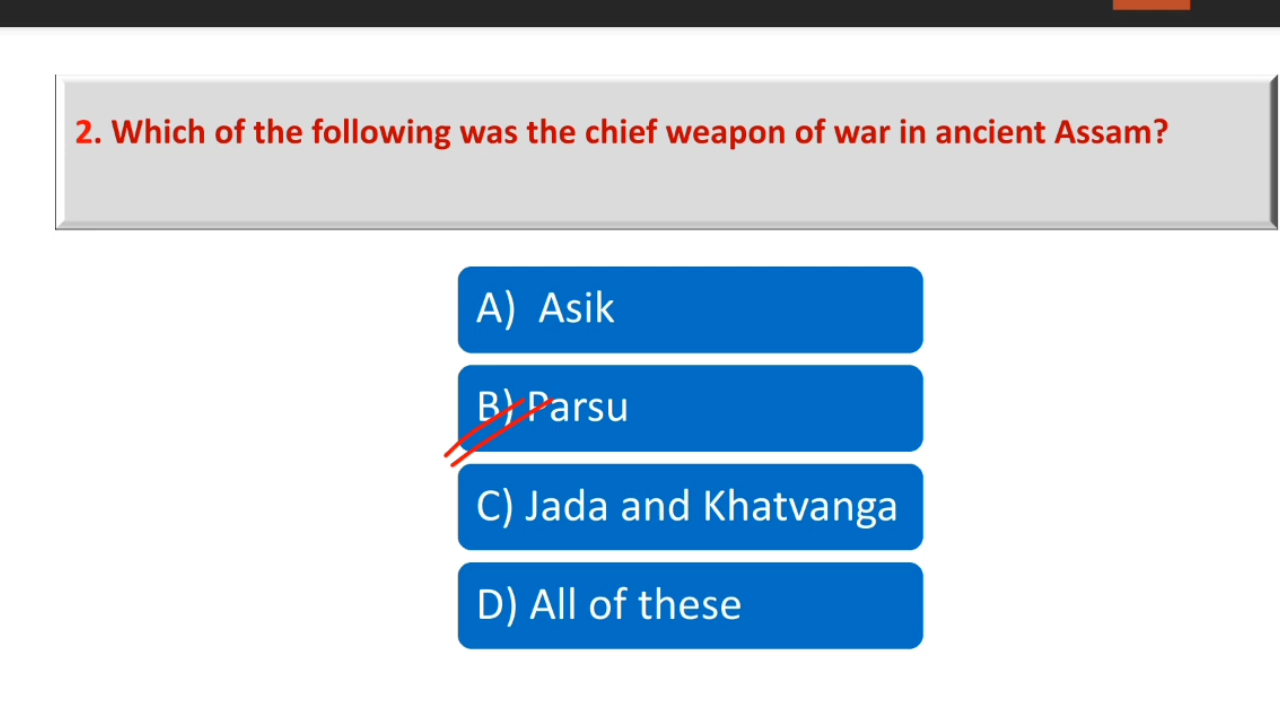 2. Which of the following was the chief weapon of war in ancient Assam?
A) Asik
B) Parsu
C) Jada and Khatvanga
D) All of these